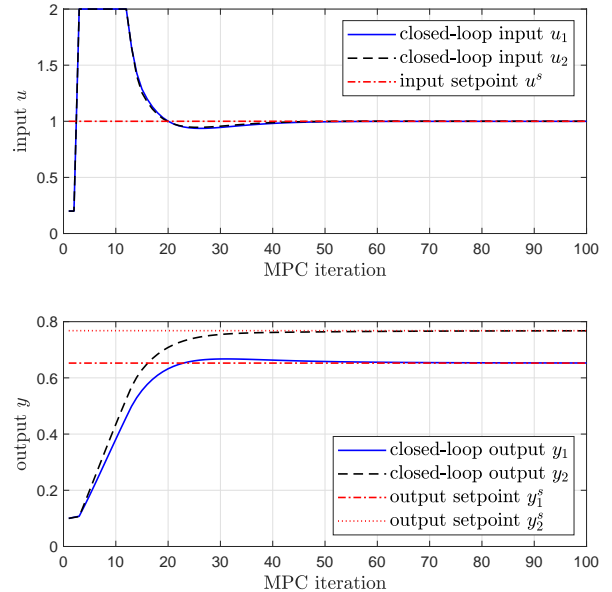 2
1.5
1
0.5
0
input u
closed-loop input u₁
closed-loop input u₂
input setpoint uˢ
0 10 20 30 40 50 60 70 80 90 100
MPC iteration
0.8
0.6
0.4
0.2
0
output y
closed-loop output y₁
closed-loop output y₂
output setpoint y₁ˢ
output setpoint y₂ˢ
0 10 20 30 40 50 60 70 80 90 100
MPC iteration